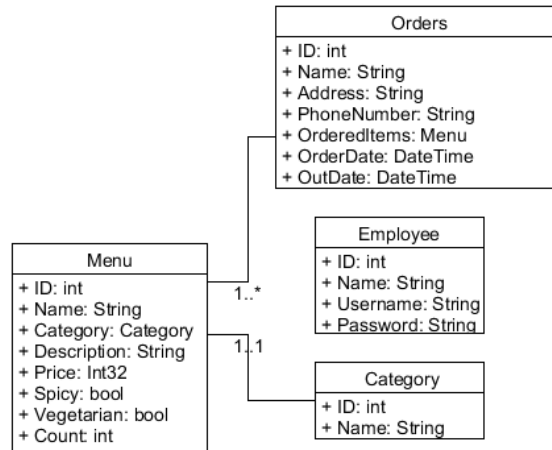 Orders
+ ID: int
+ Name: String
+ Address: String
+ PhoneNumber: String
+ OrderedItems: Menu
+ OrderDate: DateTime
+ OutDate: DateTime
Employee
+ ID: int
+ Name: String
+ Username: String
+ Password: String
Menu
+ ID: int
+ Name: String
+ Category: Category
+ Description: String
+ Price: Int32
+ Spicy: bool
+ Vegetarian: bool
+ Count: int
1..*
1..1
Category
+ ID: int
+ Name: String